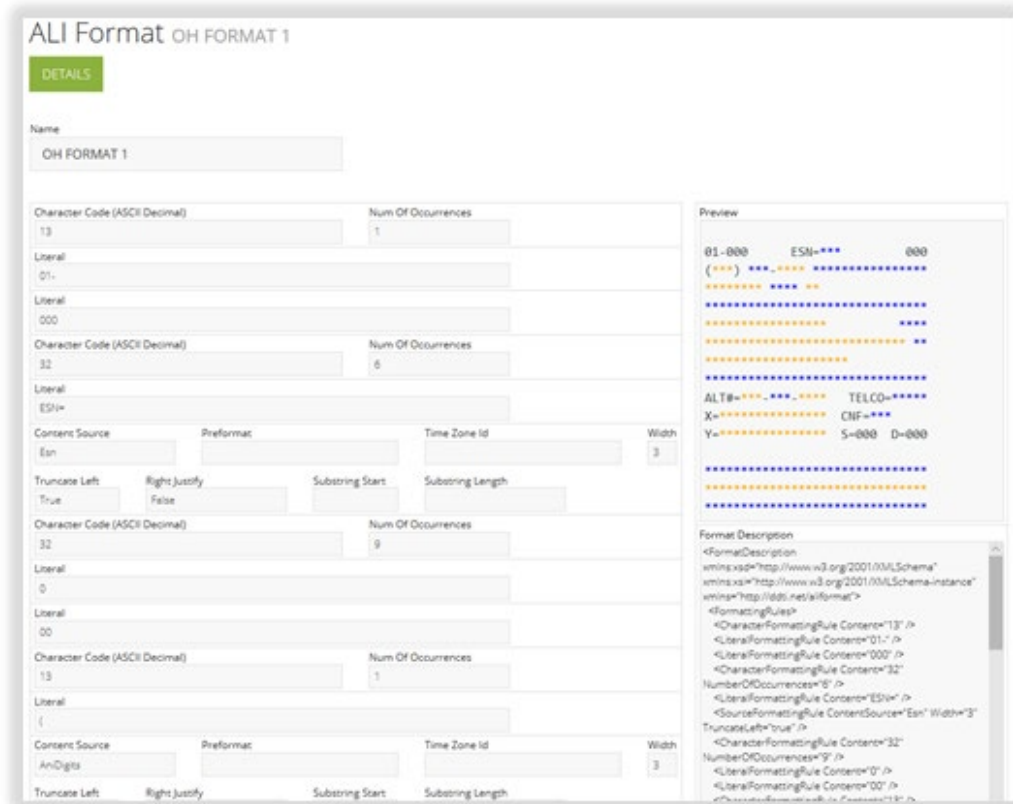 ALI Format OH FORMAT 1
DETAILS
Name
OH FORMAT 1
Character Code (ASCII Decimal) Num Of Occurrences
13 1
Literal
01-
Literal
000
Character Code (ASCII Decimal) Num Of Occurrences
32 6
Literal
ESN=
Content Source Preformat Time Zone Id Width
Esn 3
Truncate Left Right Justify Substring Start Substring Length
True False
Character Code (ASCII Decimal) Num Of Occurrences
32 9
Literal
0
Literal
00
Character Code (ASCII Decimal) Num Of Occurrences
13 1
Literal
(
Content Source Preformat Time Zone Id Width
AniDigits 3
Truncate Left Right Justify Substring Start Substring Length
Preview
01-000 ESN=*** 000
(***) ***-**** ****************
******** **** **
*******************************
***************** ****
**************************** **
********************
*******************************
ALT#=***-***-**** TELCO=*****
X=*************** CNF=***
Y=*************** S=000 D=000
*******************************
*******************************
*******************************
Format Description
<FormatDescription
xmlns:xsd="http://www.w3.org/2001/XMLSchema"
xmlns:xsi="http://www.w3.org/2001/XMLSchema-instance"
xmlns="http://ddti.net/aliformat">
<FormattingRules>
<CharacterFormattingRule Content="13" />
<LiteralFormattingRule Content="01-" />
<LiteralFormattingRule Content="000" />
<CharacterFormattingRule Content="32"
NumberOfOccurrences="6" />
<LiteralFormattingRule Content="ESN=" />
<SourceFormattingRule ContentSource="Esn" Width="3"
TruncateLeft="true" />
<CharacterFormattingRule Content="32"
NumberOfOccurrences="9" />
<LiteralFormattingRule Content="0" />
<LiteralFormattingRule Content="00" />
<CharacterFormattingRule Content="13" />